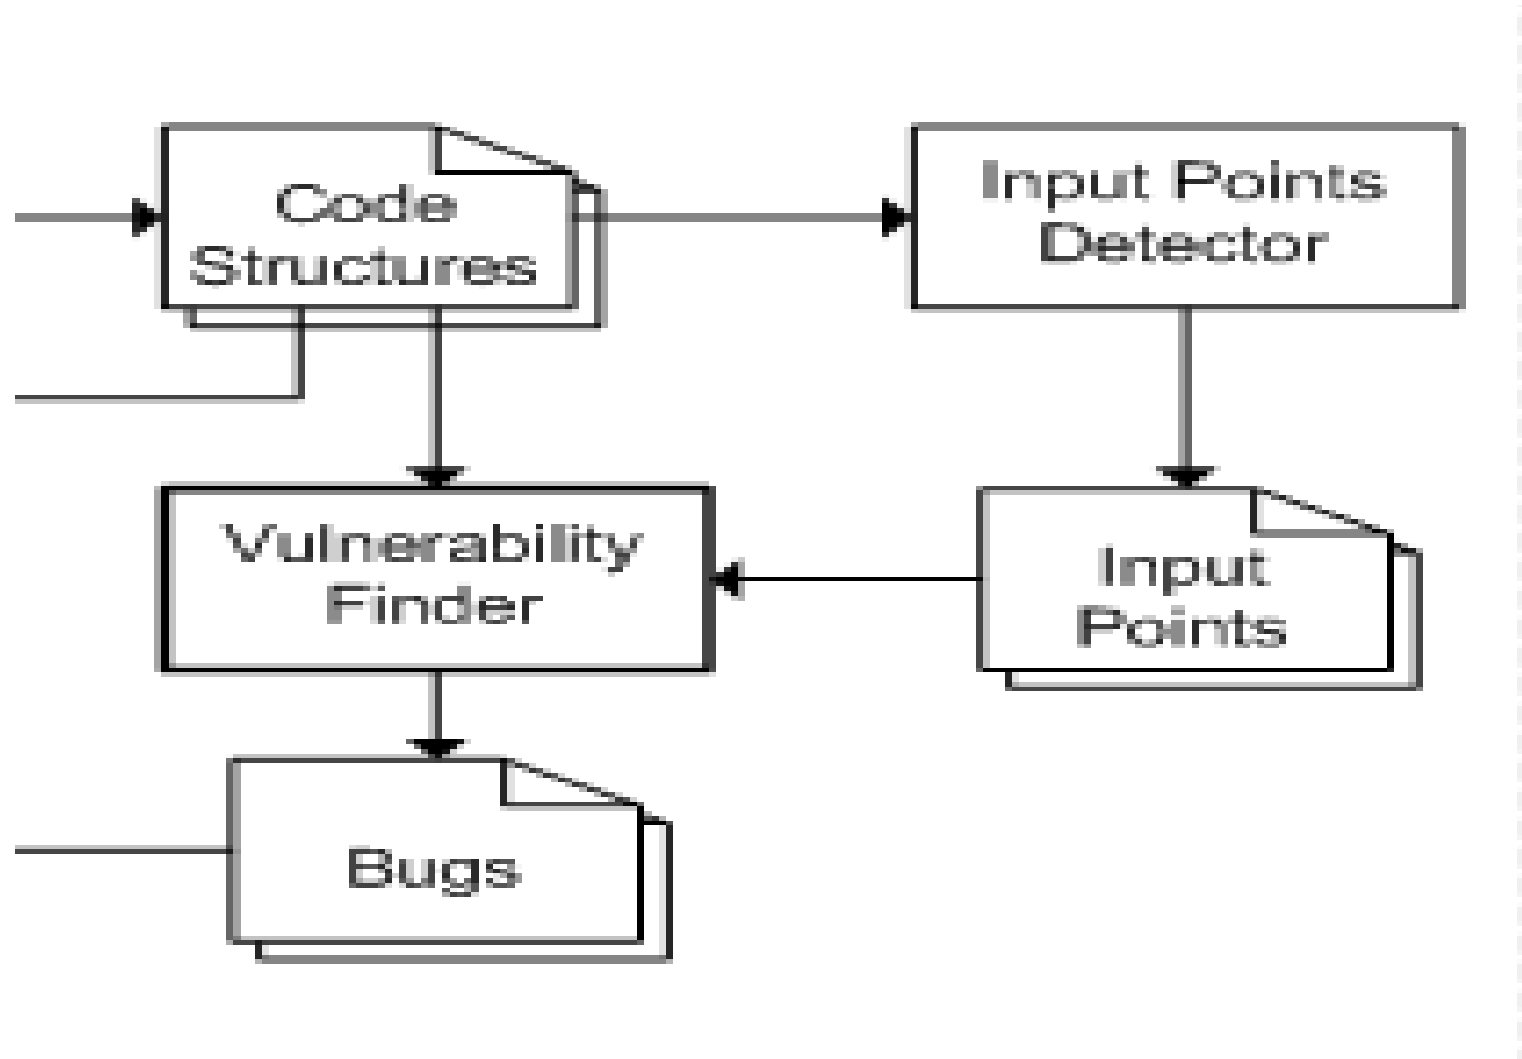 Code
Structures
Input Points
Detector
Vulnerability
Finder
Input
Points
Bugs